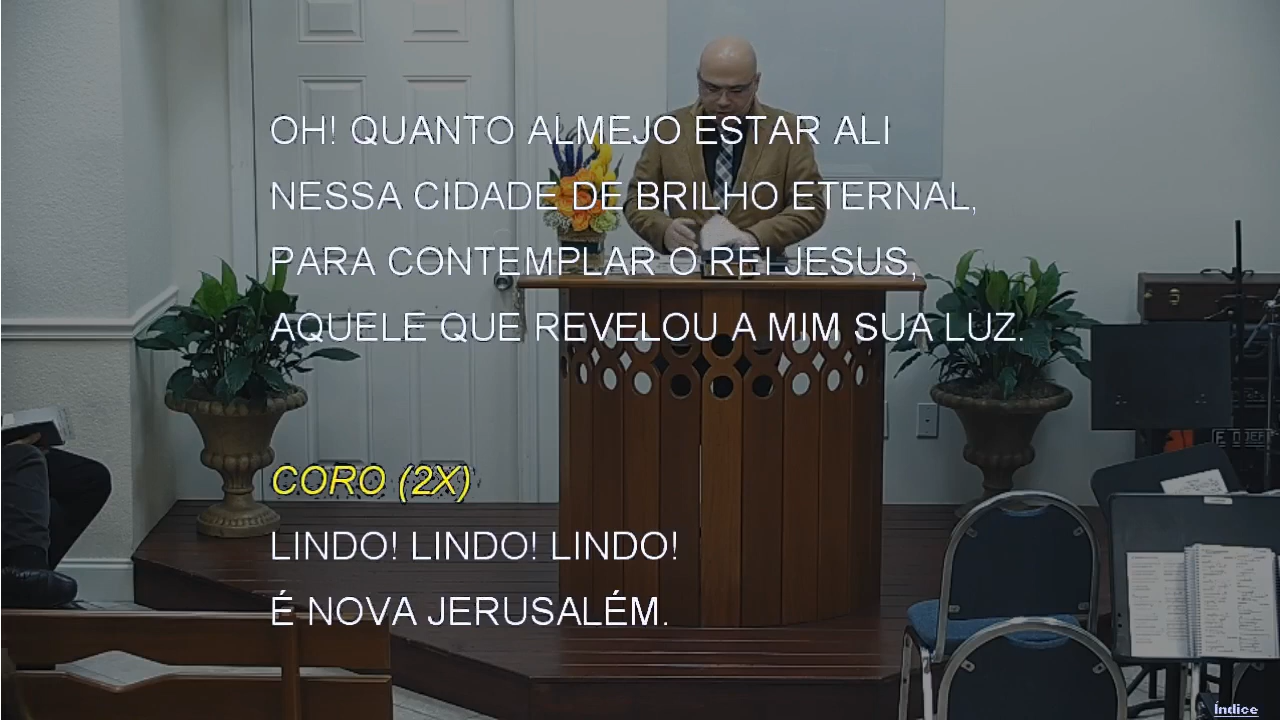 OH! QUANTO ALMEJO ESTAR ALI
NESSA CIDADE DE BRILHO ETERNAL,
PARA CONTEMPLAR O REI JESUS,
AQUELE QUE REVELOU A MIM SUA LUZ.
CORO (2X)
LINDO! LINDO! LINDO!
É NOVA JERUSALÉM.
Índice